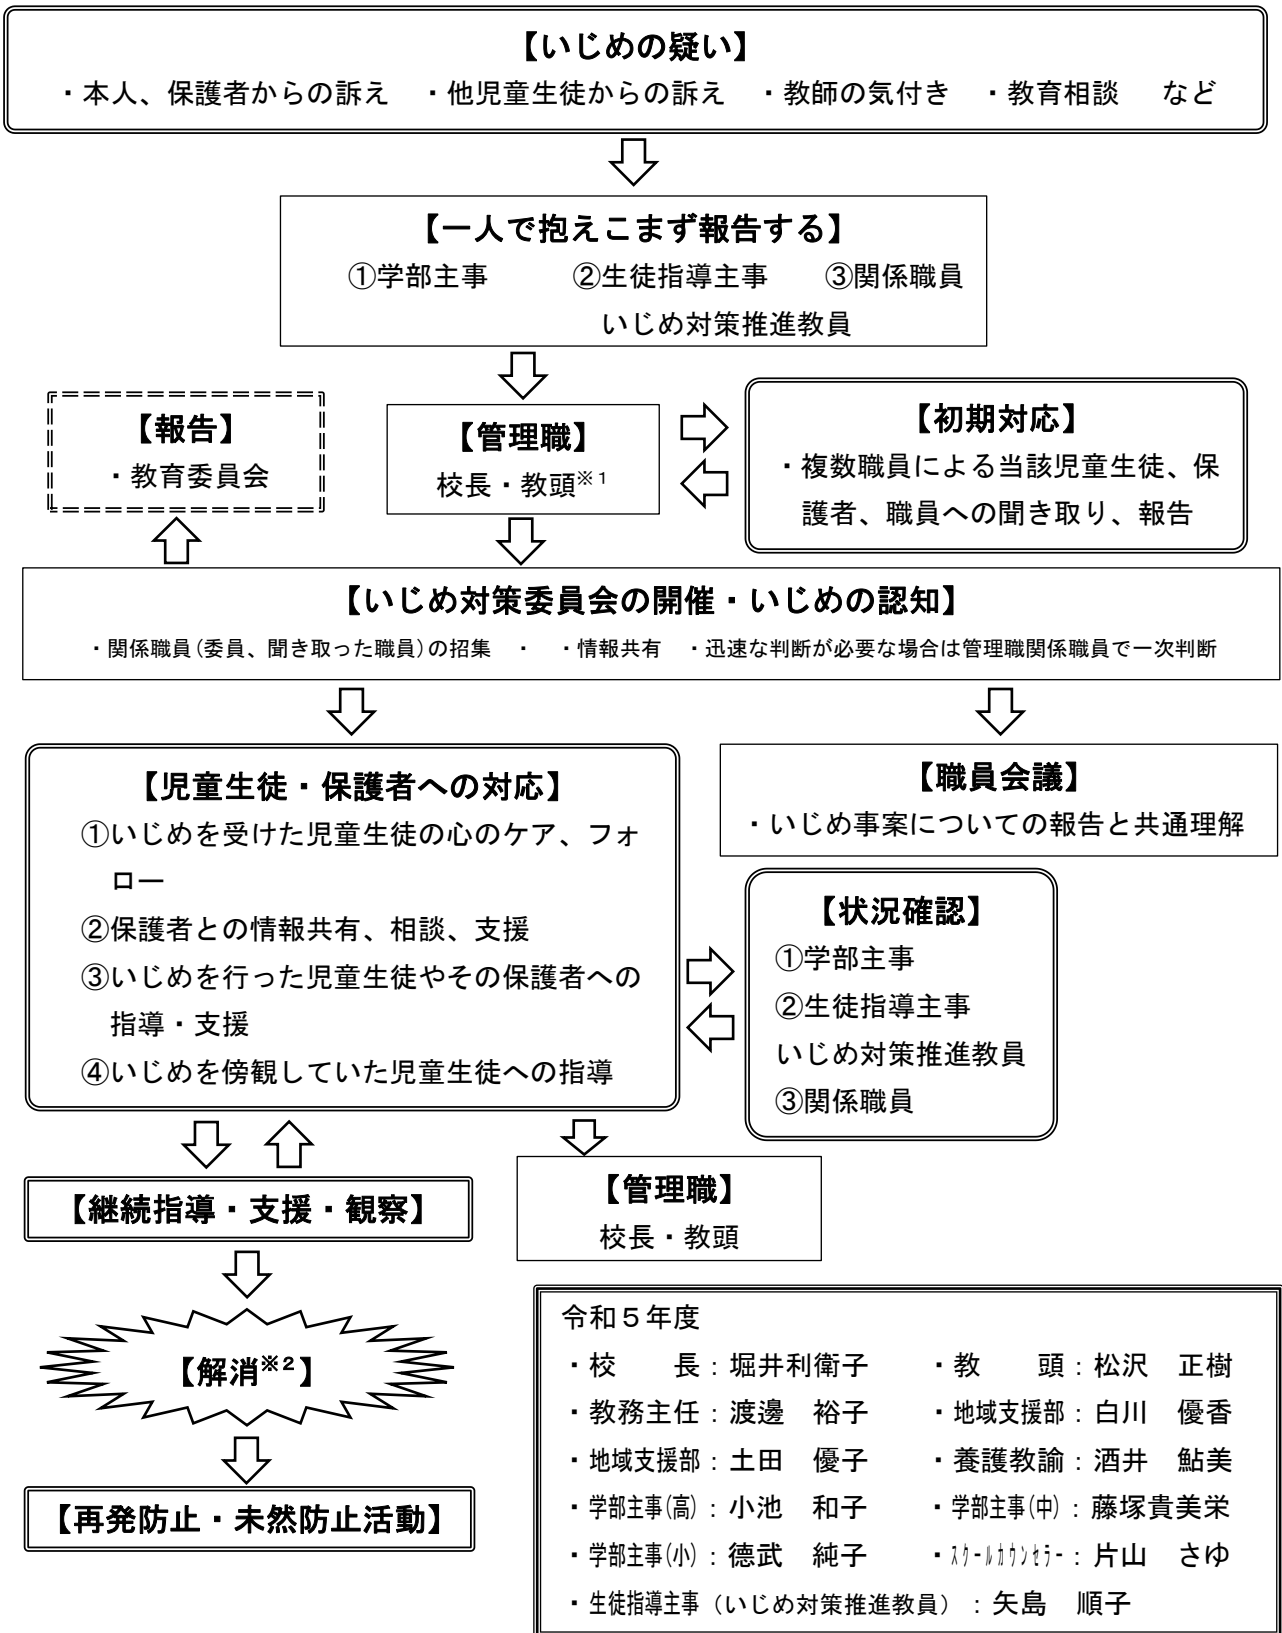 【いじめの疑い】
・本人、保護者からの訴え　・他児童生徒からの訴え　・教師の気付き　・教育相談　など
【一人で抱えこまず報告する】
①学部主事　②生徒指導主事　③関係職員
いじめ対策推進教員
【報告】
・教育委員会
【管理職】
校長・教頭※1
【初期対応】
・複数職員による当該児童生徒、保
護者、職員への聞き取り、報告
【いじめ対策委員会の開催・いじめの認知】
・関係職員(委員、聞き取った職員)の招集　・　・情報共有　・迅速な判断が必要な場合は管理職関係職員で一次判断
【児童生徒・保護者への対応】
①いじめを受けた児童生徒の心のケア、フォ
ロー
②保護者との情報共有、相談、支援
③いじめを行った児童生徒やその保護者への
指導・支援
④いじめを傍観していた児童生徒への指導
【職員会議】
・いじめ事案についての報告と共通理解
【状況確認】
①学部主事
②生徒指導主事
いじめ対策推進教員
③関係職員
【継続指導・支援・観察】
【管理職】
校長・教頭
【解消※2】
【再発防止・未然防止活動】
令和５年度
・校　　長：堀井利衛子　・教　　頭：松沢　正樹
・教務主任：渡邊　裕子　・地域支援部：白川　優香
・地域支援部：土田　優子　・養護教諭：酒井　鮎美
・学部主事(高)：小池　和子　・学部主事(中)：藤塚貴美栄
・学部主事(小)：德武　純子　・ｽｸｰﾙｶｳﾝｾﾗｰ：片山　さゆ
・生徒指導主事（いじめ対策推進教員）：矢島　順子